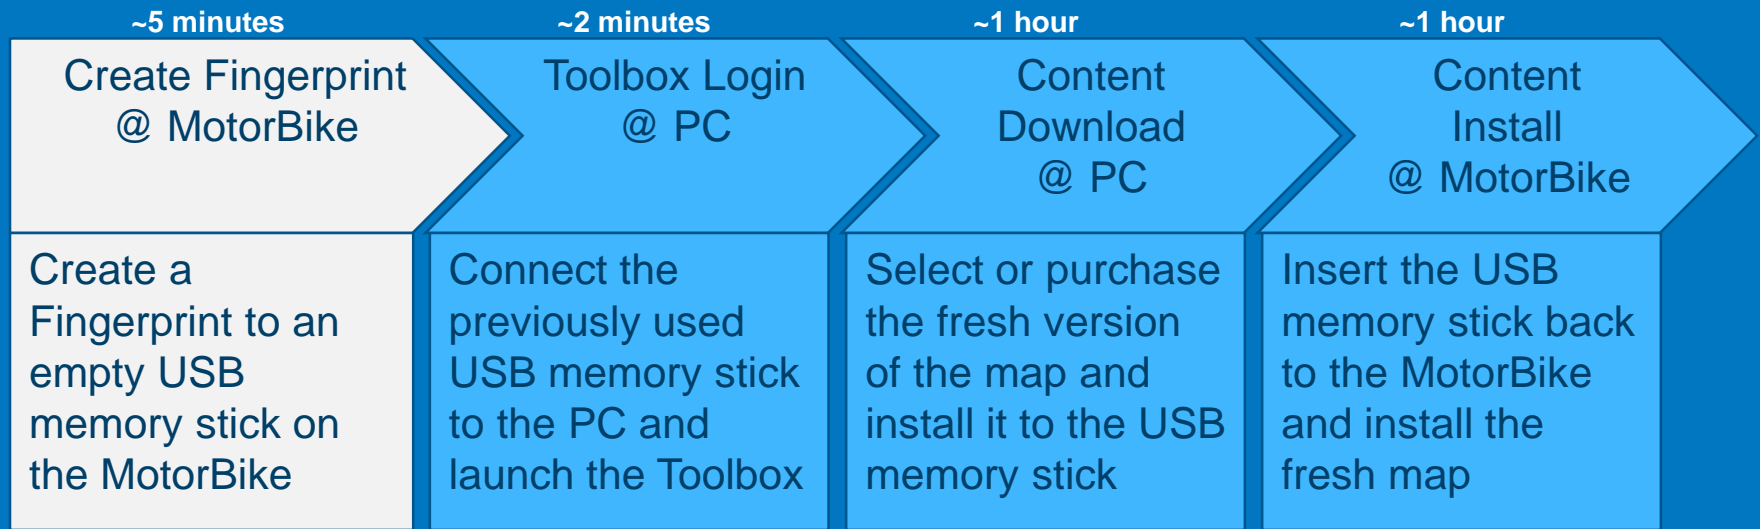 ~5 minutes
Create Fingerprint
@ MotorBike
Create a
Fingerprint to an
empty USB
memory stick on
the MotorBike
~2 minutes
Toolbox Login
@ PC
Connect the
previously used
USB memory stick
to the PC and
launch the Toolbox
~1 hour
Content
Download
@ PC
Select or purchase
the fresh version
of the map and
install it to the USB
memory stick
~1 hour
Content
Install
@ MotorBike
Insert the USB
memory stick back
to the MotorBike
and install the
fresh map